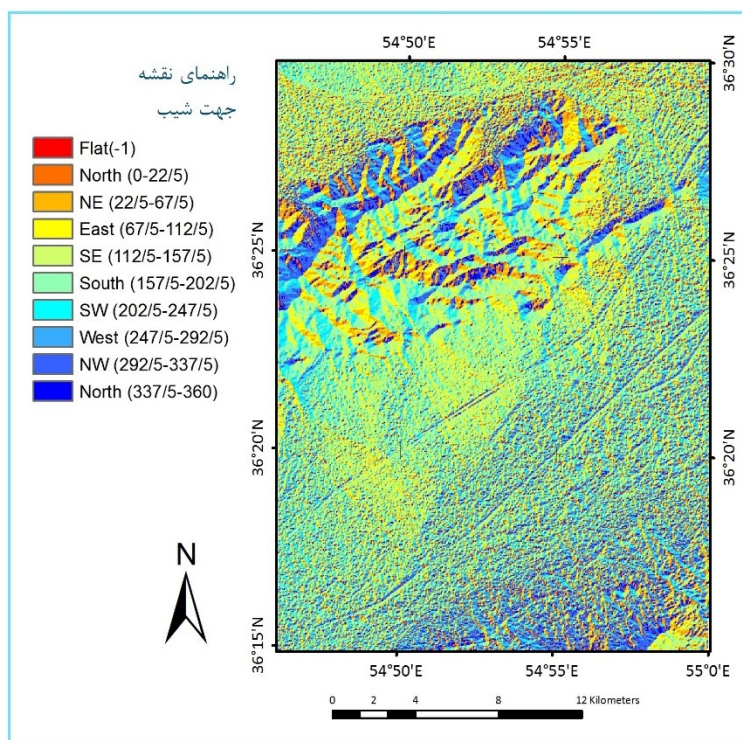 راهنمای نقشه
جهت شیب
Flat(-1)
North (0-22/5)
NE (22/5-67/5)
East (67/5-112/5)
SE (112/5-157/5)
South (157/5-202/5)
SW (202/5-247/5)
West (247/5-292/5)
NW (292/5-337/5)
North (337/5-360)
N
54°50'E 54°55'E
36°30'N
36°25'N
36°25'N
36°20'N
36°20'N
36°15'N
54°50'E 54°55'E 55°0'E
0 2 4 8 12 Kilometers